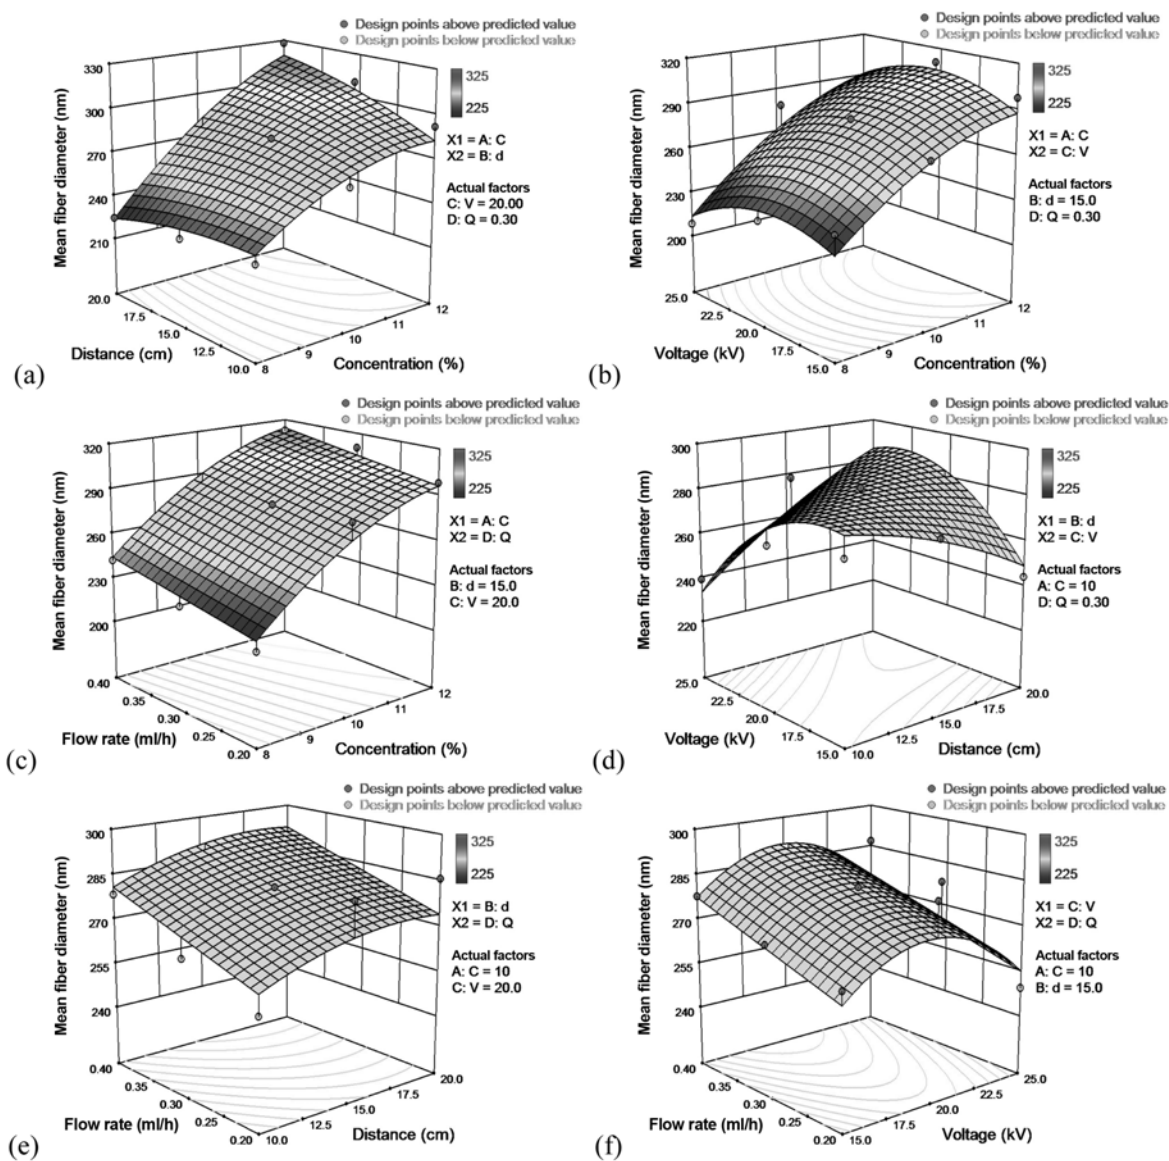 (a)
Design points above predicted value
Design points below predicted value
325
225
X1 = A: C
X2 = B: d
Actual factors
C: V = 20.00
D: Q = 0.30
Mean fiber diameter (nm)
330
300
270
240
210
20.0
17.5
15.0
12.5
10.0
Distance (cm)
8
9
10
11
12
Concentration (%)
(b)
Design points above predicted value
Design points below predicted value
325
225
X1 = A: C
X2 = C: V
Actual factors
B: d = 15.0
D: Q = 0.30
Mean fiber diameter (nm)
320
290
260
230
200
25.0
22.5
20.0
17.5
15.0
Voltage (kV)
8
9
10
11
12
Concentration (%)
(c)
Design points above predicted value
Design points below predicted value
325
225
X1 = A: C
X2 = D: Q
Actual factors
B: d = 15.0
C: V = 20.0
Mean fiber diameter (nm)
320
290
260
230
200
0.40
0.35
0.30
0.25
0.20
Flow rate (ml/h)
8
9
10
11
12
Concentration (%)
(d)
Design points above predicted value
Design points below predicted value
325
225
X1 = B: d
X2 = C: V
Actual factors
A: C = 10
D: Q = 0.30
Mean fiber diameter (nm)
300
280
260
240
220
25.0
22.5
20.0
17.5
15.0
Voltage (kV)
10.0
12.5
15.0
17.5
20.0
Distance (cm)
(e)
Design points above predicted value
Design points below predicted value
325
225
X1 = B: d
X2 = D: Q
Actual factors
A: C = 10
C: V = 20.0
Mean fiber diameter (nm)
300
285
270
255
240
0.40
0.35
0.30
0.25
0.20
Flow rate (ml/h)
10.0
12.5
15.0
17.5
20.0
Distance (cm)
(f)
Design points above predicted value
Design points below predicted value
325
225
X1 = C: V
X2 = D: Q
Actual factors
A: C = 10
B: d = 15.0
Mean fiber diameter (nm)
300
285
270
255
240
0.40
0.35
0.30
0.25
0.20
Flow rate (ml/h)
15.0
17.5
20.0
22.5
25.0
Voltage (kV)